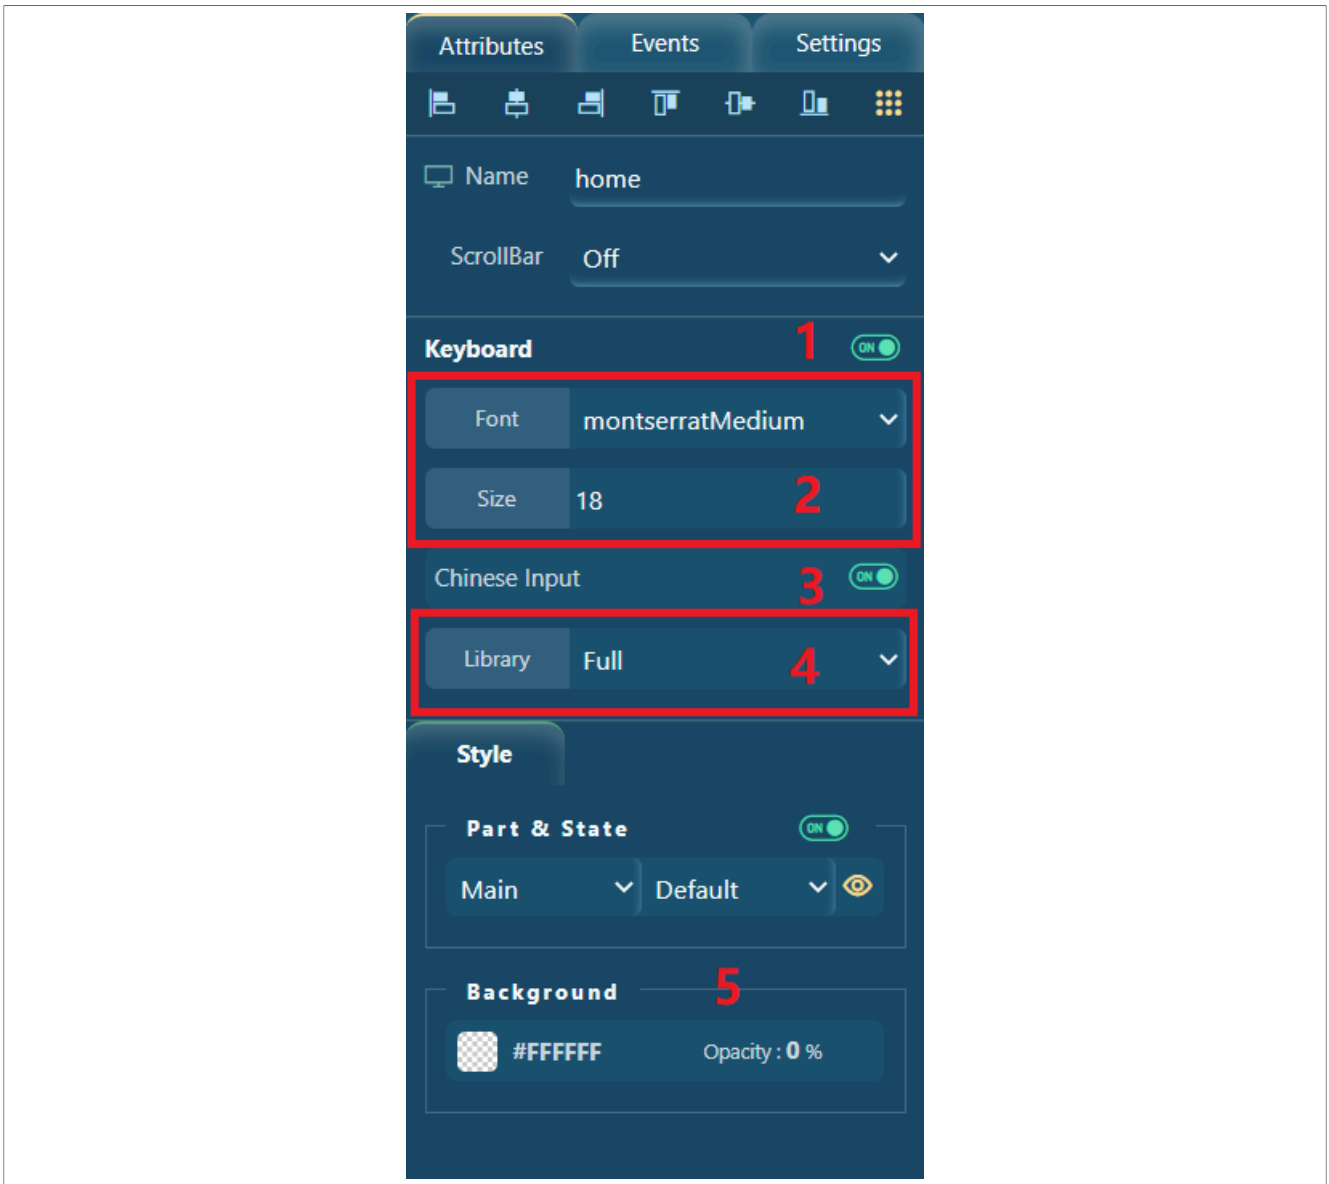 Attributes Events Settings
Name home
ScrollBar Off
Keyboard 1 ON
Font montserratMedium
Size 18 2
Chinese Input 3 ON
Library Full 4
Style
Part & State ON
Main Default
Background 5
#FFFFFF Opacity : 0 %